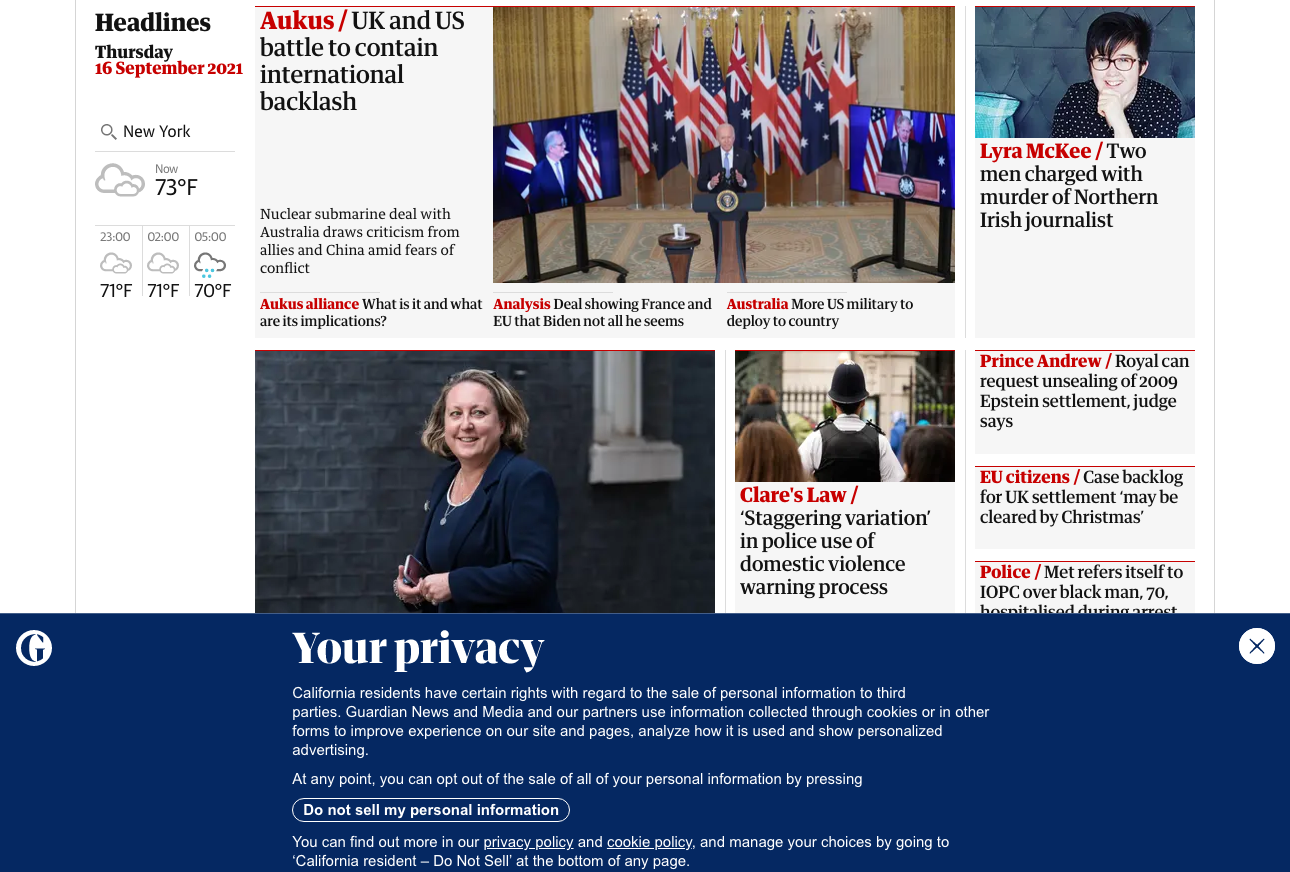 Headlines
Thursday
16 September 2021
New York
Now
73°F
23:00
02:00
05:00
71°F
71°F
70°F
Aukus / UK and US
battle to contain
international
backlash
Nuclear submarine deal with
Australia draws criticism from
allies and China amid fears of
conflict
Aukus alliance What is it and what
are its implications?
Analysis Deal showing France and
EU that Biden not all he seems
Australia More US military to
deploy to country
Lyra McKee / Two
men charged with
murder of Northern
Irish journalist
Clare's Law /
‘Staggering variation’
in police use of
domestic violence
warning process
Prince Andrew / Royal can
request unsealing of 2009
Epstein settlement, judge
says
EU citizens / Case backlog
for UK settlement ‘may be
cleared by Christmas’
Police / Met refers itself to
IOPC over black man, 70,
hospitalised during arrest
Your privacy
California residents have certain rights with regard to the sale of personal information to third
parties. Guardian News and Media and our partners use information collected through cookies or in other
forms to improve experience on our site and pages, analyze how it is used and show personalized
advertising.
At any point, you can opt out of the sale of all of your personal information by pressing
Do not sell my personal information
You can find out more in our privacy policy and cookie policy, and manage your choices by going to
‘California resident – Do Not Sell’ at the bottom of any page.